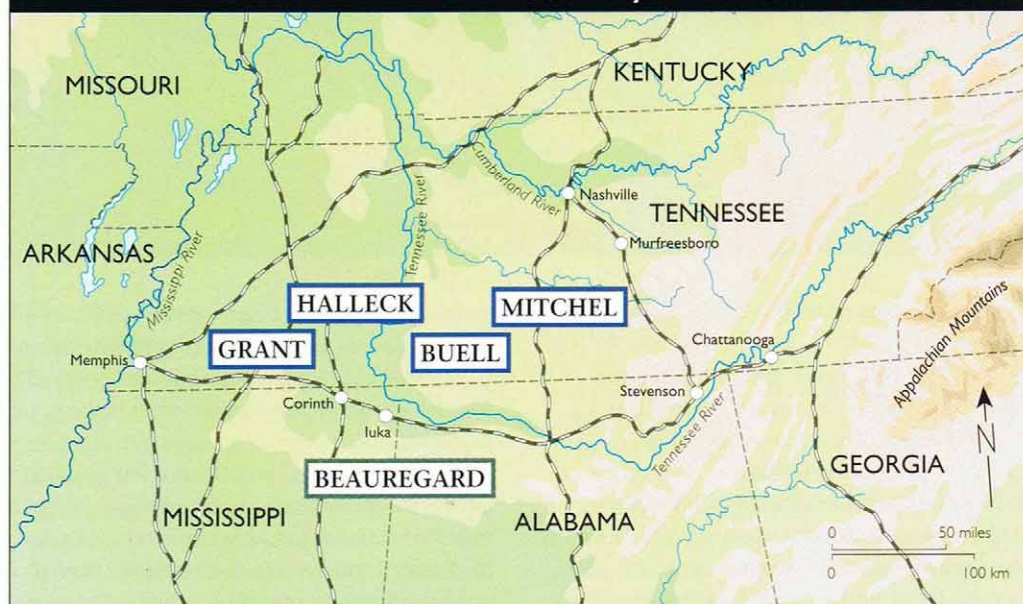 MISSOURI
KENTUCKY
Cumberland River
Nashville
TENNESSEE
Tennessee River
Murfreesboro
ARKANSAS
Mississippi River
HALLECK
MITCHEL
GRANT
BUELL
Memphis
Chattanooga
Appalachian Mountains
Corinth
Stevenson
Iuka
Tennessee River
N
BEAUREGARD
GEORGIA
MISSISSIPPI
ALABAMA
0 50 miles
0 100 km